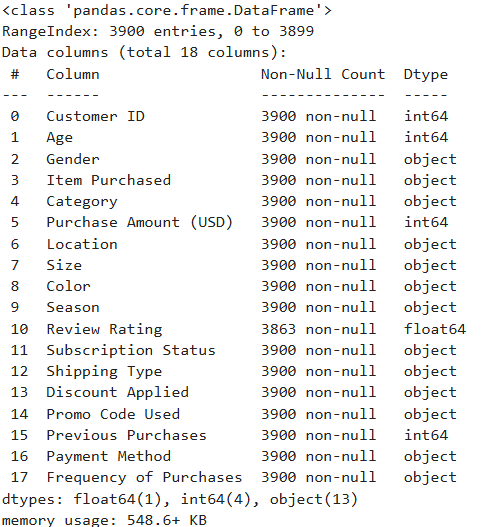 <class 'pandas.core.frame.DataFrame'>
RangeIndex: 3900 entries, 0 to 3899
Data columns (total 18 columns):
 #   Column                  Non-Null Count  Dtype
---  ------                  --------------  -----
 0   Customer ID             3900 non-null   int64
 1   Age                     3900 non-null   int64
 2   Gender                  3900 non-null   object
 3   Item Purchased          3900 non-null   object
 4   Category                3900 non-null   object
 5   Purchase Amount (USD)   3900 non-null   int64
 6   Location                3900 non-null   object
 7   Size                    3900 non-null   object
 8   Color                   3900 non-null   object
 9   Season                  3900 non-null   object
 10  Review Rating           3863 non-null   float64
 11  Subscription Status     3900 non-null   object
 12  Shipping Type           3900 non-null   object
 13  Discount Applied        3900 non-null   object
 14  Promo Code Used         3900 non-null   object
 15  Previous Purchases      3900 non-null   int64
 16  Payment Method          3900 non-null   object
 17  Frequency of Purchases  3900 non-null   object
dtypes: float64(1), int64(4), object(13)
memory usage: 548.6+ KB